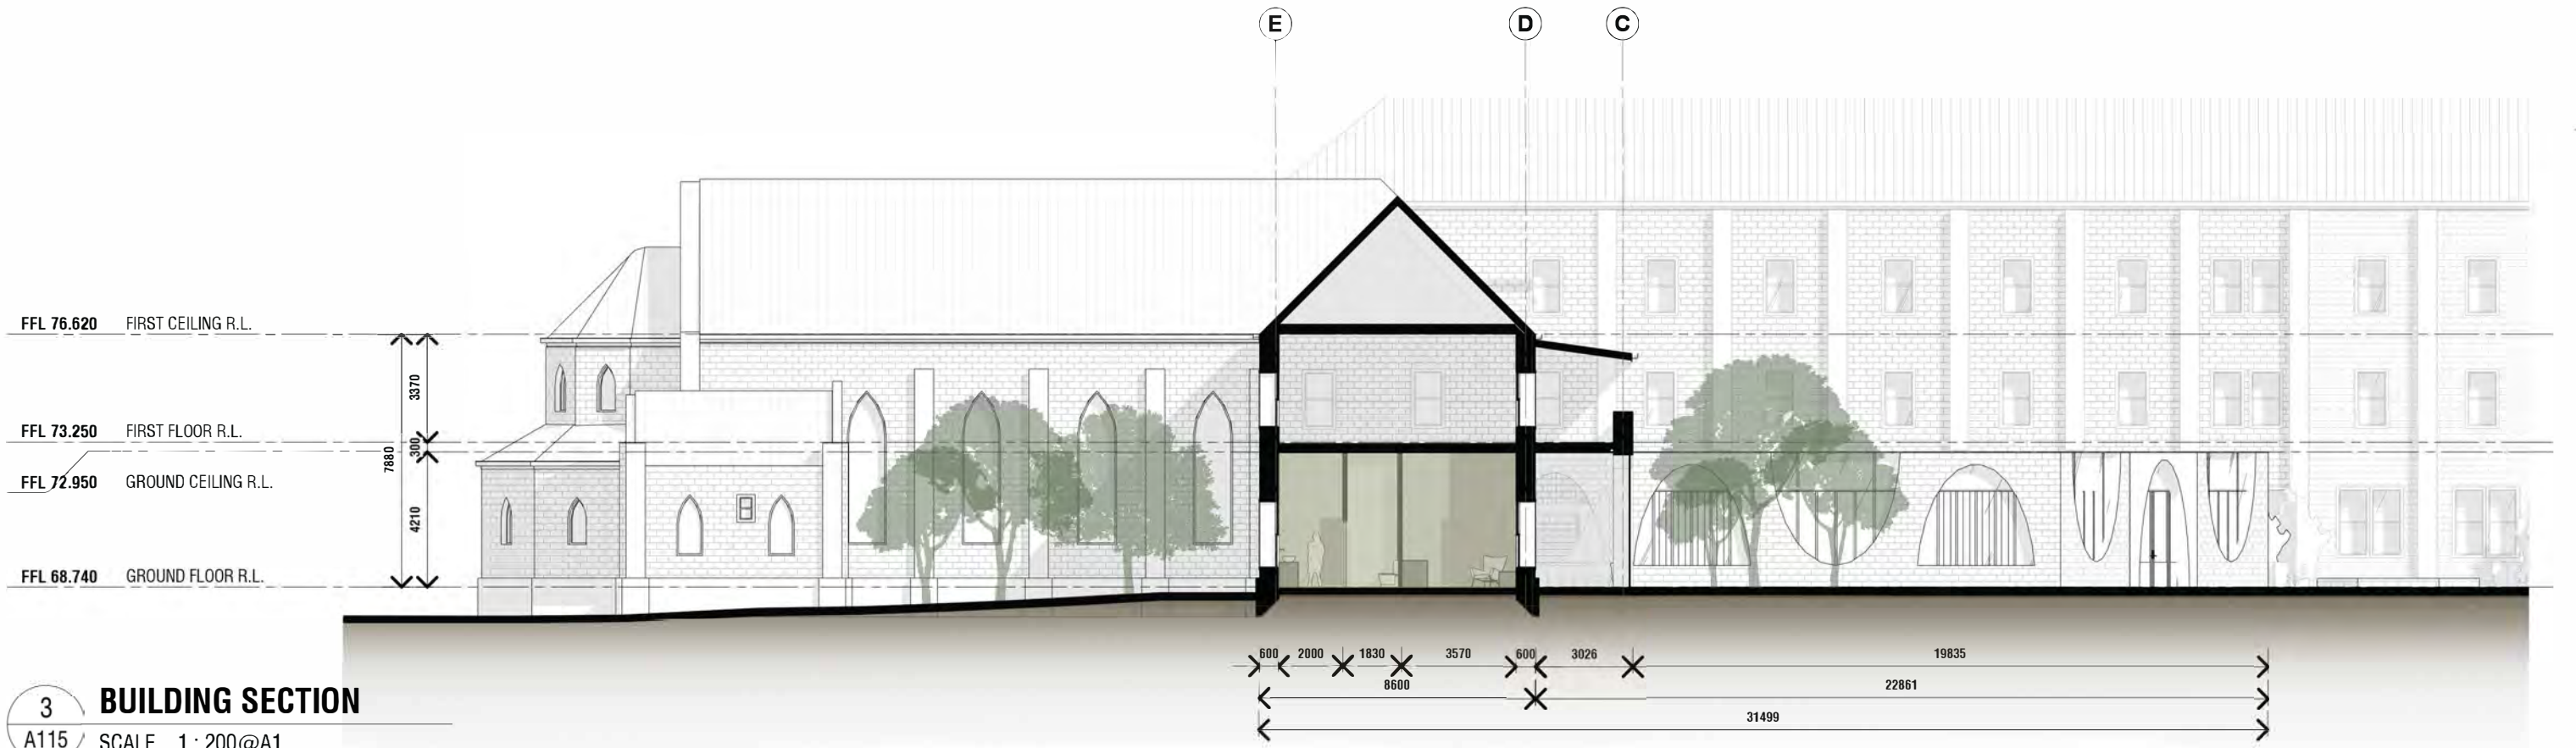 E D C
FFL 76.620 FIRST CEILING R.L.
3370
FFL 73.250 FIRST FLOOR R.L.
300
7880
FFL 72.950 GROUND CEILING R.L.
4210
FFL 68.740 GROUND FLOOR R.L.
600 2000 1830 3570 600 3026 19835
8600 22861
31499
3 BUILDING SECTION
A115 SCALE 1 : 200@A1